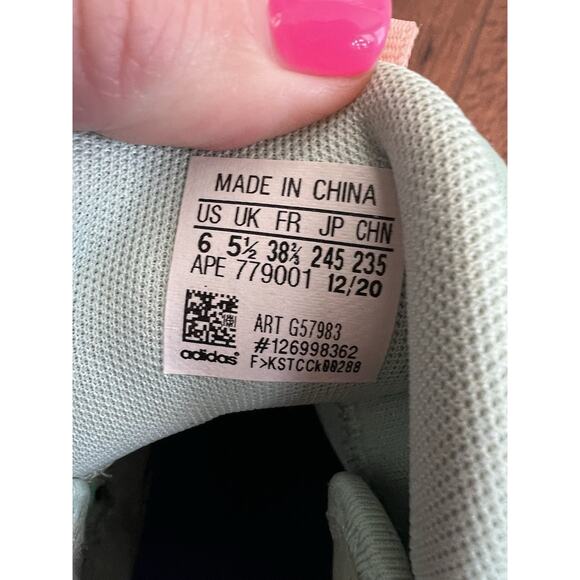 MADE IN CHINA
US UK FR JP CHN
6 5½ 38⅔ 245 235
APE 779001 12/20
ART G57983
#126998362
adidas